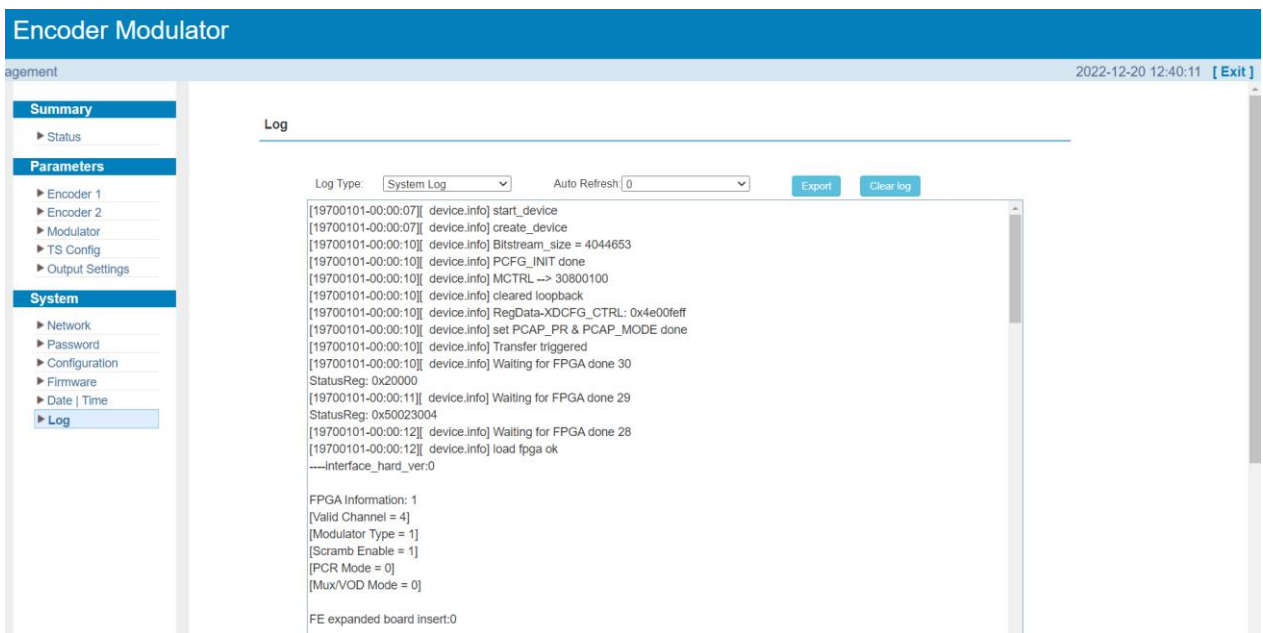 Encoder Modulator
agement
2022-12-20 12:40:11 [ Exit ]
Summary
Status
Parameters
Encoder 1
Encoder 2
Modulator
TS Config
Output Settings
System
Network
Password
Configuration
Firmware
Date | Time
Log
Log
Log Type: System Log Auto Refresh: 0 Export Clear log
[19700101-00:00:07][ device.info] start_device
[19700101-00:00:07][ device.info] create_device
[19700101-00:00:10][ device.info] Bitstream_size = 4044653
[19700101-00:00:10][ device.info] PCFG_INIT done
[19700101-00:00:10][ device.info] MCTRL --> 30800100
[19700101-00:00:10][ device.info] cleared loopback
[19700101-00:00:10][ device.info] RegData-XDCFG_CTRL: 0x4e00feff
[19700101-00:00:10][ device.info] set PCAP_PR & PCAP_MODE done
[19700101-00:00:10][ device.info] Transfer triggered
[19700101-00:00:10][ device.info] Waiting for FPGA done 30
StatusReg: 0x20000
[19700101-00:00:11][ device.info] Waiting for FPGA done 29
StatusReg: 0x50023004
[19700101-00:00:12][ device.info] Waiting for FPGA done 28
[19700101-00:00:12][ device.info] load fpga ok
----interface_hard_ver:0
FPGA Information: 1
[Valid Channel = 4]
[Modulator Type = 1]
[Scramb Enable = 1]
[PCR Mode = 0]
[Mux/VOD Mode = 0]
FE expanded board insert:0